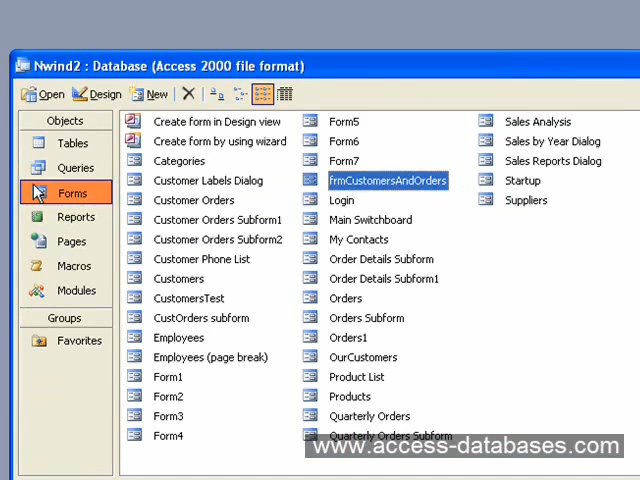 Nwind2 : Database (Access 2000 file format)
Open Design New
Objects
Tables
Queries
Forms
Reports
Pages
Macros
Modules
Groups
Favorites
Create form in Design view
Create form by using wizard
Categories
Customer Labels Dialog
Customer Orders
Customer Orders Subform1
Customer Orders Subform2
Customer Phone List
Customers
CustomersTest
CustOrders subform
Employees
Employees (page break)
Form1
Form2
Form3
Form4
Form5
Form6
Form7
frmCustomersAndOrders
Login
Main Switchboard
My Contacts
Order Details Subform
Order Details Subform1
Orders
Orders Subform
Orders1
OurCustomers
Product List
Products
Quarterly Orders
Quarterly Orders Subform
Sales Analysis
Sales by Year Dialog
Sales Reports Dialog
Startup
Suppliers
www.access-databases.com